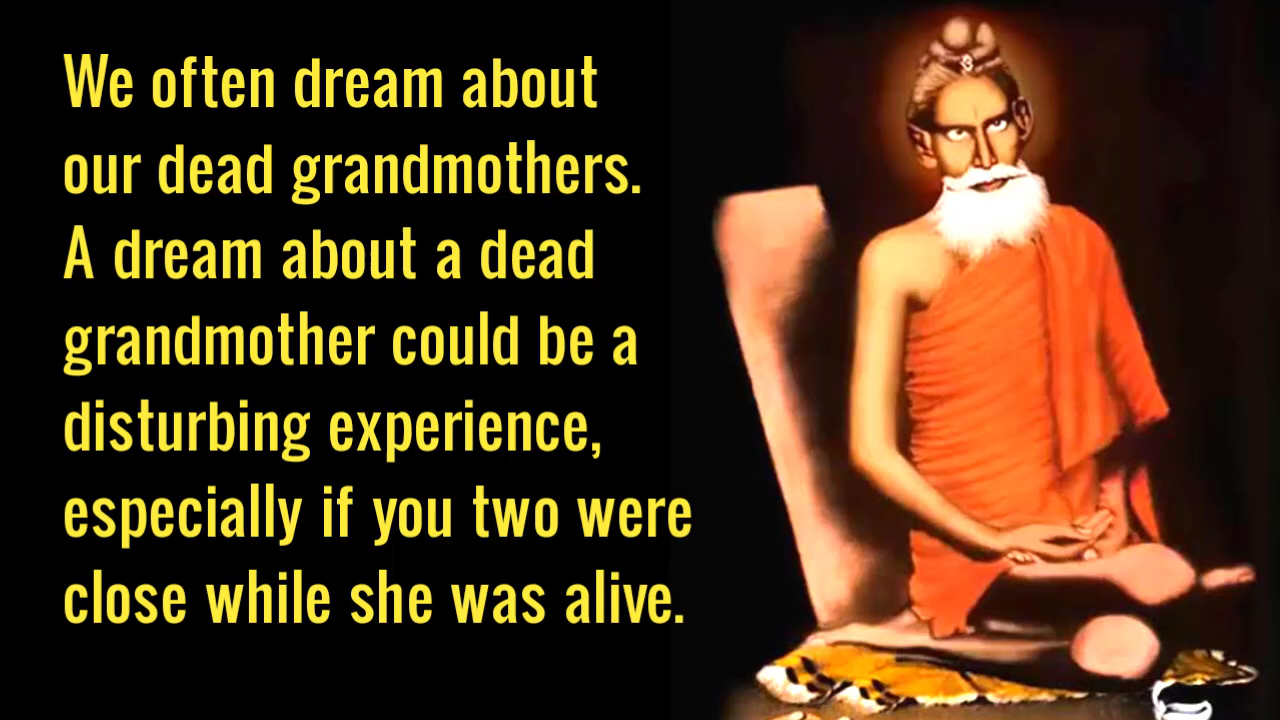 We often dream about
our dead grandmothers.
A dream about a dead
grandmother could be a
disturbing experience,
especially if you two were
close while she was alive.